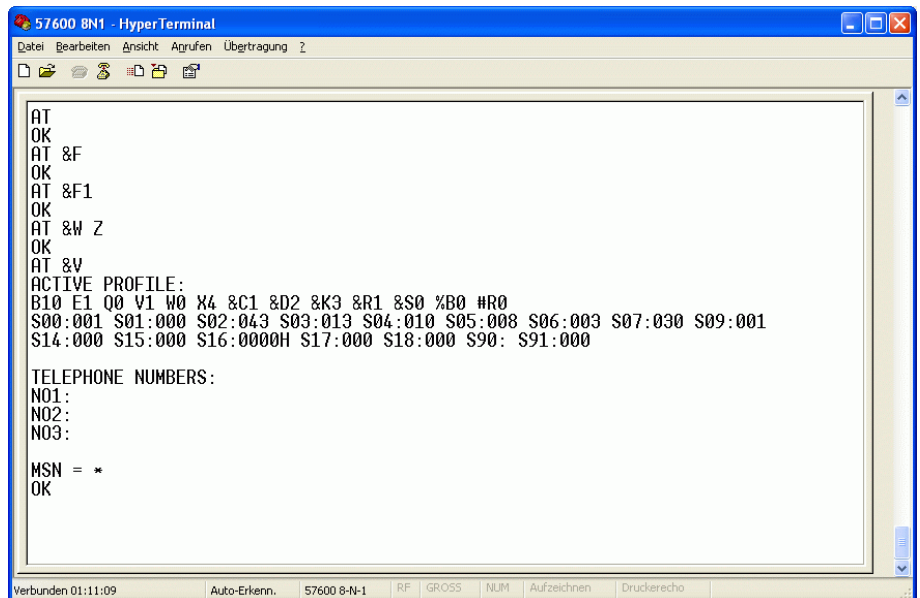 57600 8N1 - HyperTerminal
Datei Bearbeiten Ansicht Anrufen Übertragung ?
AT
OK
AT &F
OK
AT &F1
OK
AT &W Z
OK
AT &V
ACTIVE PROFILE:
B10 E1 Q0 V1 W0 X4 &C1 &D2 &K3 &R1 &S0 %B0 #R0
S00:001 S01:000 S02:043 S03:013 S04:010 S05:008 S06:003 S07:030 S09:001
S14:000 S15:000 S16:0000H S17:000 S18:000 S90: S91:000
TELEPHONE NUMBERS:
NO1:
NO2:
NO3:
MSN = *
OK
Verbunden 01:11:09 Auto-Erkenn. 57600 8-N-1 RF GROSS NUM Aufzeichnen Druckerecho